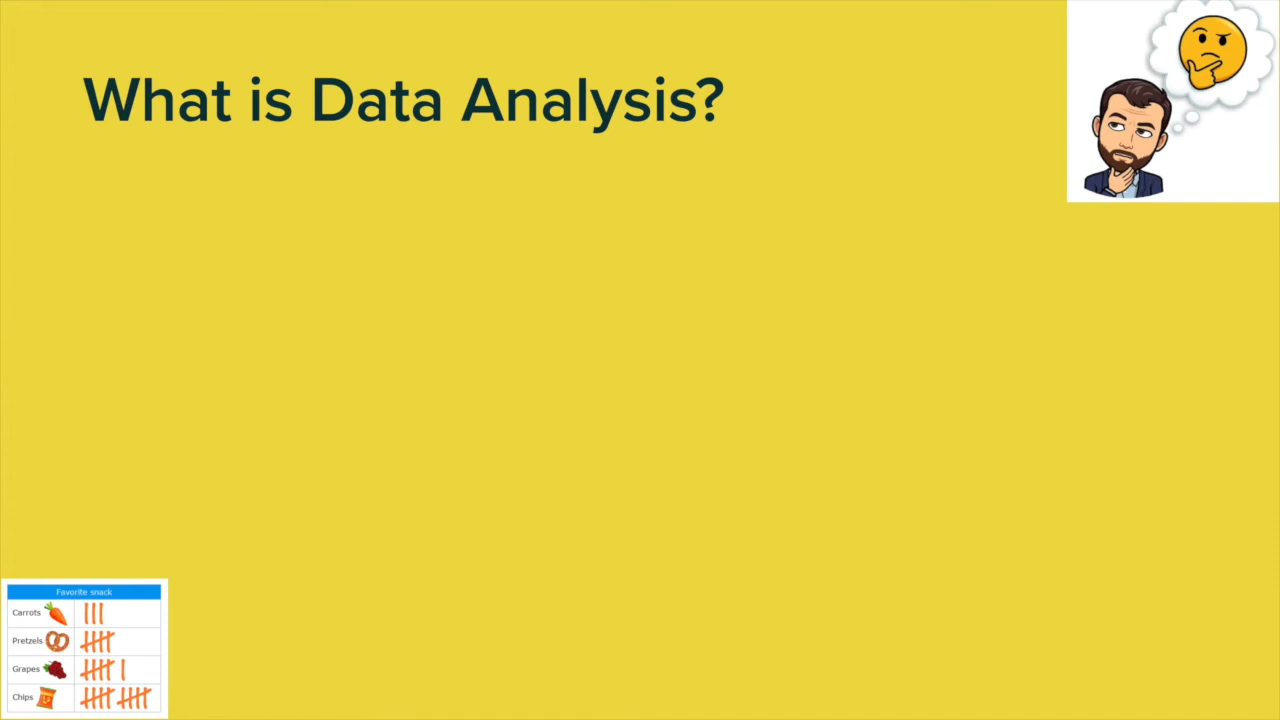 What is Data Analysis?
Favorite snack
Carrots
Pretzels
Grapes
Chips